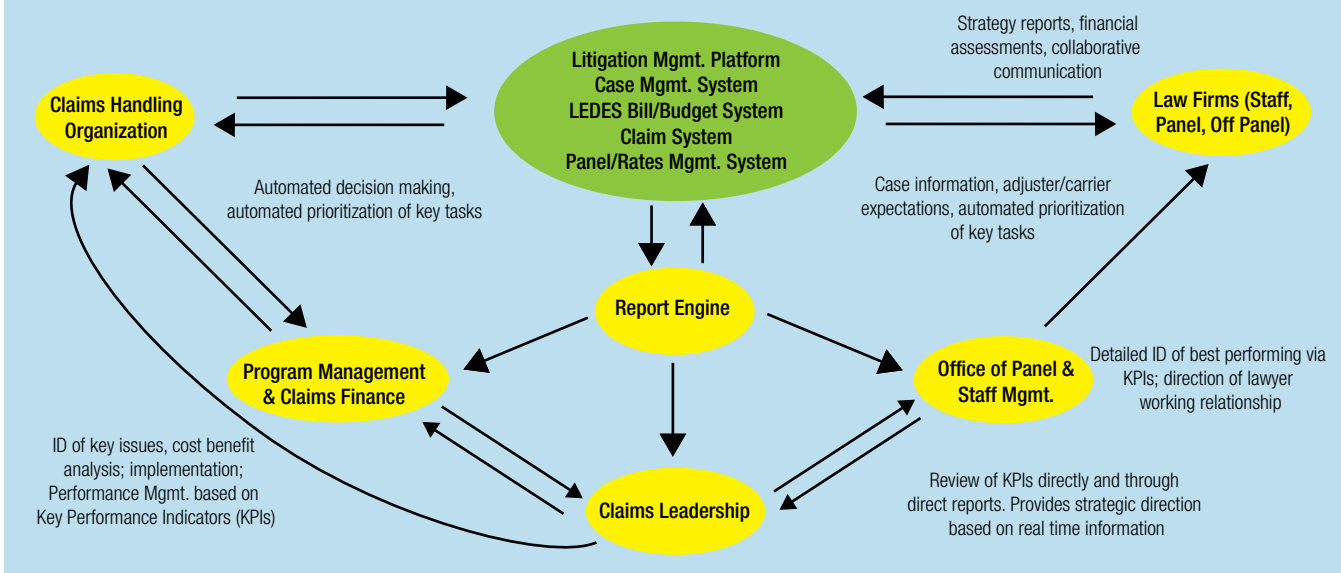 Strategy reports, financial
assessments, collaborative
communication
Litigation Mgmt. Platform
Case Mgmt. System
LEDES Bill/Budget System
Claim System
Panel/Rates Mgmt. System
Claims Handling
Organization
Law Firms (Staff,
Panel, Off Panel)
Automated decision making,
automated prioritization of key tasks
Case information, adjuster/carrier
expectations, automated prioritization
of key tasks
Report Engine
Program Management
& Claims Finance
Office of Panel &
Staff Mgmt.
Detailed ID of best performing via
KPIs; direction of lawyer
working relationship
ID of key issues, cost benefit
analysis; implementation;
Performance Mgmt. based on
Key Performance Indicators (KPIs)
Claims Leadership
Review of KPIs directly and through
direct reports. Provides strategic direction
based on real time information